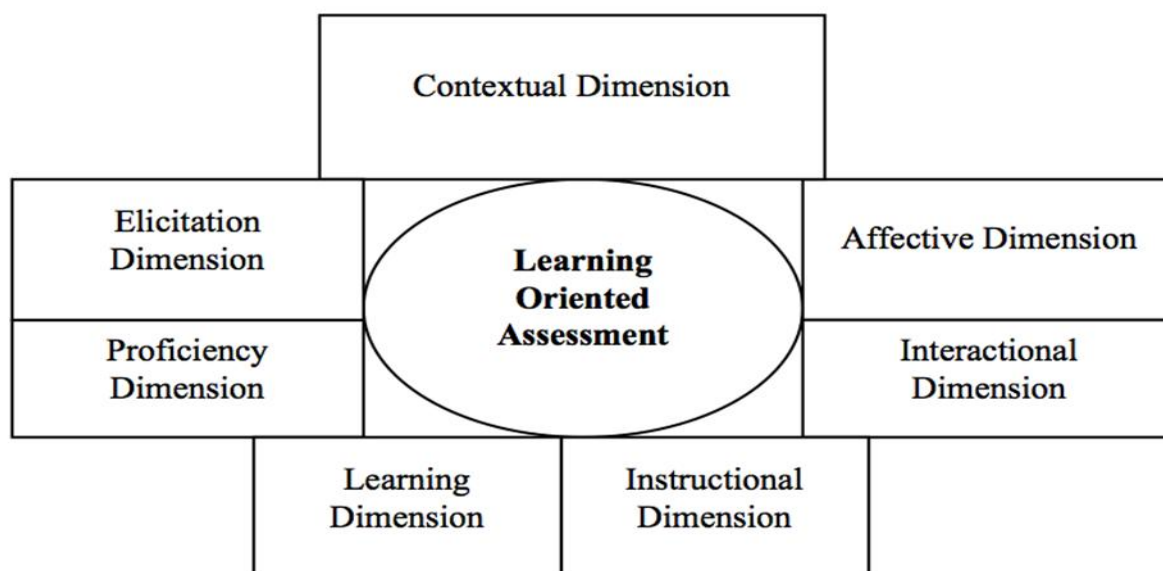 Contextual Dimension
Elicitation
Dimension
Learning
Oriented
Assessment
Affective Dimension
Proficiency
Dimension
Interactional
Dimension
Learning
Dimension
Instructional
Dimension